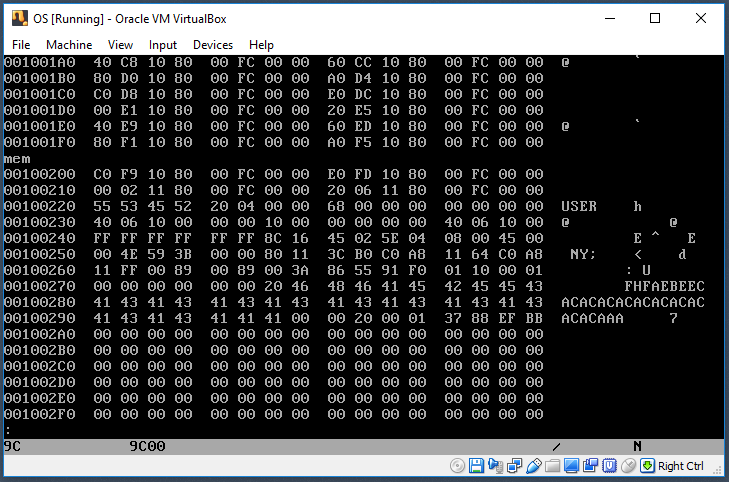 OS [Running] - Oracle VM VirtualBox
File Machine View Input Devices Help
001001A0 40 C8 10 80 00 FC 00 00 60 CC 10 80 00 FC 00 00 @ `
001001B0 80 D0 10 80 00 FC 00 00 A0 D4 10 80 00 FC 00 00
001001C0 C0 D8 10 80 00 FC 00 00 E0 DC 10 80 00 FC 00 00
001001D0 00 E1 10 80 00 FC 00 00 20 E5 10 80 00 FC 00 00
001001E0 40 E9 10 80 00 FC 00 00 60 ED 10 80 00 FC 00 00 @ `
001001F0 80 F1 10 80 00 FC 00 00 A0 F5 10 80 00 FC 00 00
mem
00100200 C0 F9 10 80 00 FC 00 00 E0 FD 10 80 00 FC 00 00
00100210 00 02 11 80 00 FC 00 00 20 06 11 80 00 FC 00 00
00100220 55 53 45 52 20 04 00 00 68 00 00 00 00 00 00 00 USER h
00100230 40 06 10 00 00 00 10 00 00 00 00 00 40 06 10 00 @ @
00100240 FF FF FF FF FF FF 8C 16 45 02 5E 04 08 00 45 00 E ^ E
00100250 00 4E 59 3B 00 00 80 11 3C B0 C0 A8 11 64 C0 A8 NY; < d
00100260 11 FF 00 89 00 89 00 3A 86 55 91 F0 01 10 00 01 : U
00100270 00 00 00 00 00 00 20 46 48 46 41 45 42 45 45 43 FHFAEBEEC
00100280 41 43 41 43 41 43 41 43 41 43 41 43 41 43 41 43 ACACACACACACACAC
00100290 41 43 41 43 41 41 41 00 00 20 00 01 37 88 EF BB ACACAAA 7
001002A0 00 00 00 00 00 00 00 00 00 00 00 00 00 00 00 00
001002B0 00 00 00 00 00 00 00 00 00 00 00 00 00 00 00 00
001002C0 00 00 00 00 00 00 00 00 00 00 00 00 00 00 00 00
001002D0 00 00 00 00 00 00 00 00 00 00 00 00 00 00 00 00
001002E0 00 00 00 00 00 00 00 00 00 00 00 00 00 00 00 00
001002F0 00 00 00 00 00 00 00 00 00 00 00 00 00 00 00 00
:
9C 9C00 / N
Right Ctrl